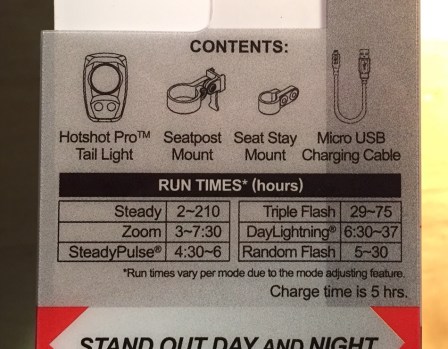 CONTENTS:
Hotshot Pro™ Tail Light
Seatpost Mount
Seat Stay Mount
Micro USB Charging Cable
RUN TIMES* (hours)
Steady 2~210 Triple Flash 29~75
Zoom 3~7:30 DayLightning® 6:30~37
SteadyPulse® 4:30~6 Random Flash 5~30
*Run times vary per mode due to the mode adjusting feature.
Charge time is 5 hrs.
STAND OUT DAY AND NIGHT